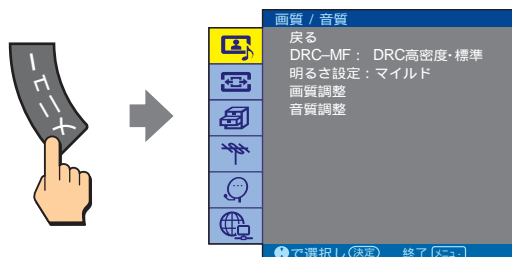 メニュー
画質 / 音質
戻る
DRC–MF： DRC高密度･標準
明るさ設定：マイルド
画質調整
音質調整
で選択し 決定 終了 メニュー